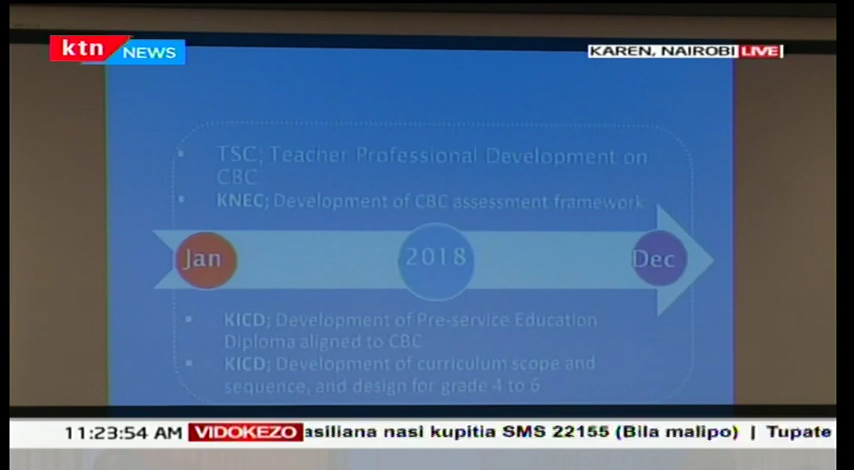 ktn NEWS
KAREN, NAIROBI LIVE
TSC; Teacher Professional Development on
CBC
KNEC; Development of CBC assessment framework
Jan 2018 Dec
KICD; Development of Pre-service Education
Diploma aligned to CBC
KICD; Development of curriculum scope and
sequence, and design for grade 4 to 6
11:23:54 AM VIDOKEZO asiliana nasi kupitia SMS 22155 (Bila malipo) | Tupate